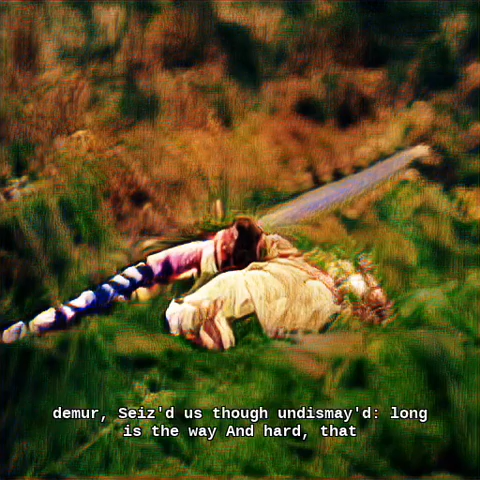 demur, Seiz'd us though undismay'd: long
is the way And hard, that